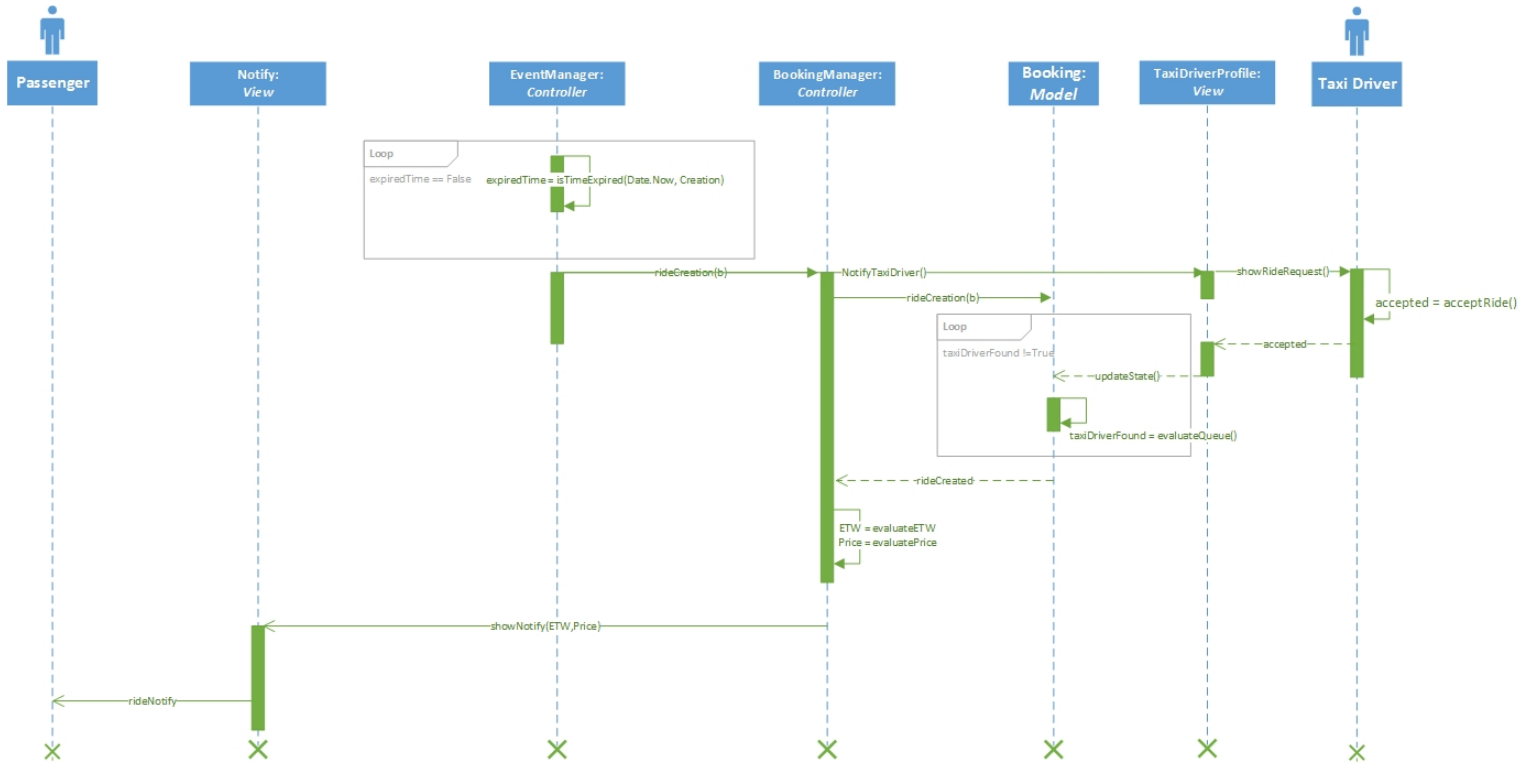 Passenger
Notify:
View
EventManager:
Controller
BookingManager:
Controller
Booking:
Model
TaxiDriverProfile:
View
Taxi Driver
Loop
expiredTime == False
expiredTime = isTimeExpired(Date.Now, Creation)
rideCreation(b)
NotifyTaxiDriver()
showRideRequest()
rideCreation(b)
accepted = acceptRide()
Loop
taxiDriverFound !=True
accepted
updateState()
taxiDriverFound = evaluateQueue()
rideCreated
ETW = evaluateETW
Price = evaluatePrice
showNotify(ETW,Price)
rideNotify